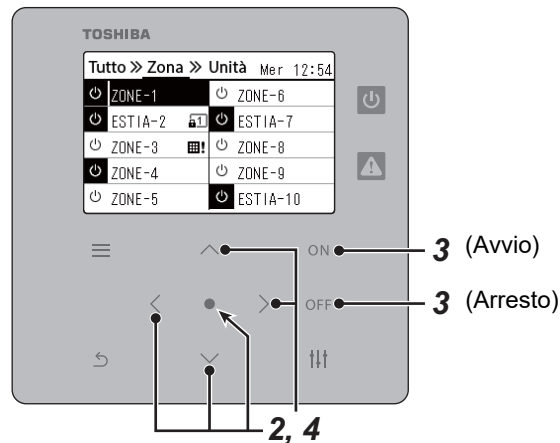 TOSHIBA
Tutto » Zona » Unità Mer 12:54
ZONE-1 ZONE-6
ESTIA-2 1 ESTIA-7
ZONE-3 ! ZONE-8
ZONE-4 ZONE-9
ZONE-5 ESTIA-10
ON 3 (Avvio)
OFF 3 (Arresto)
2, 4